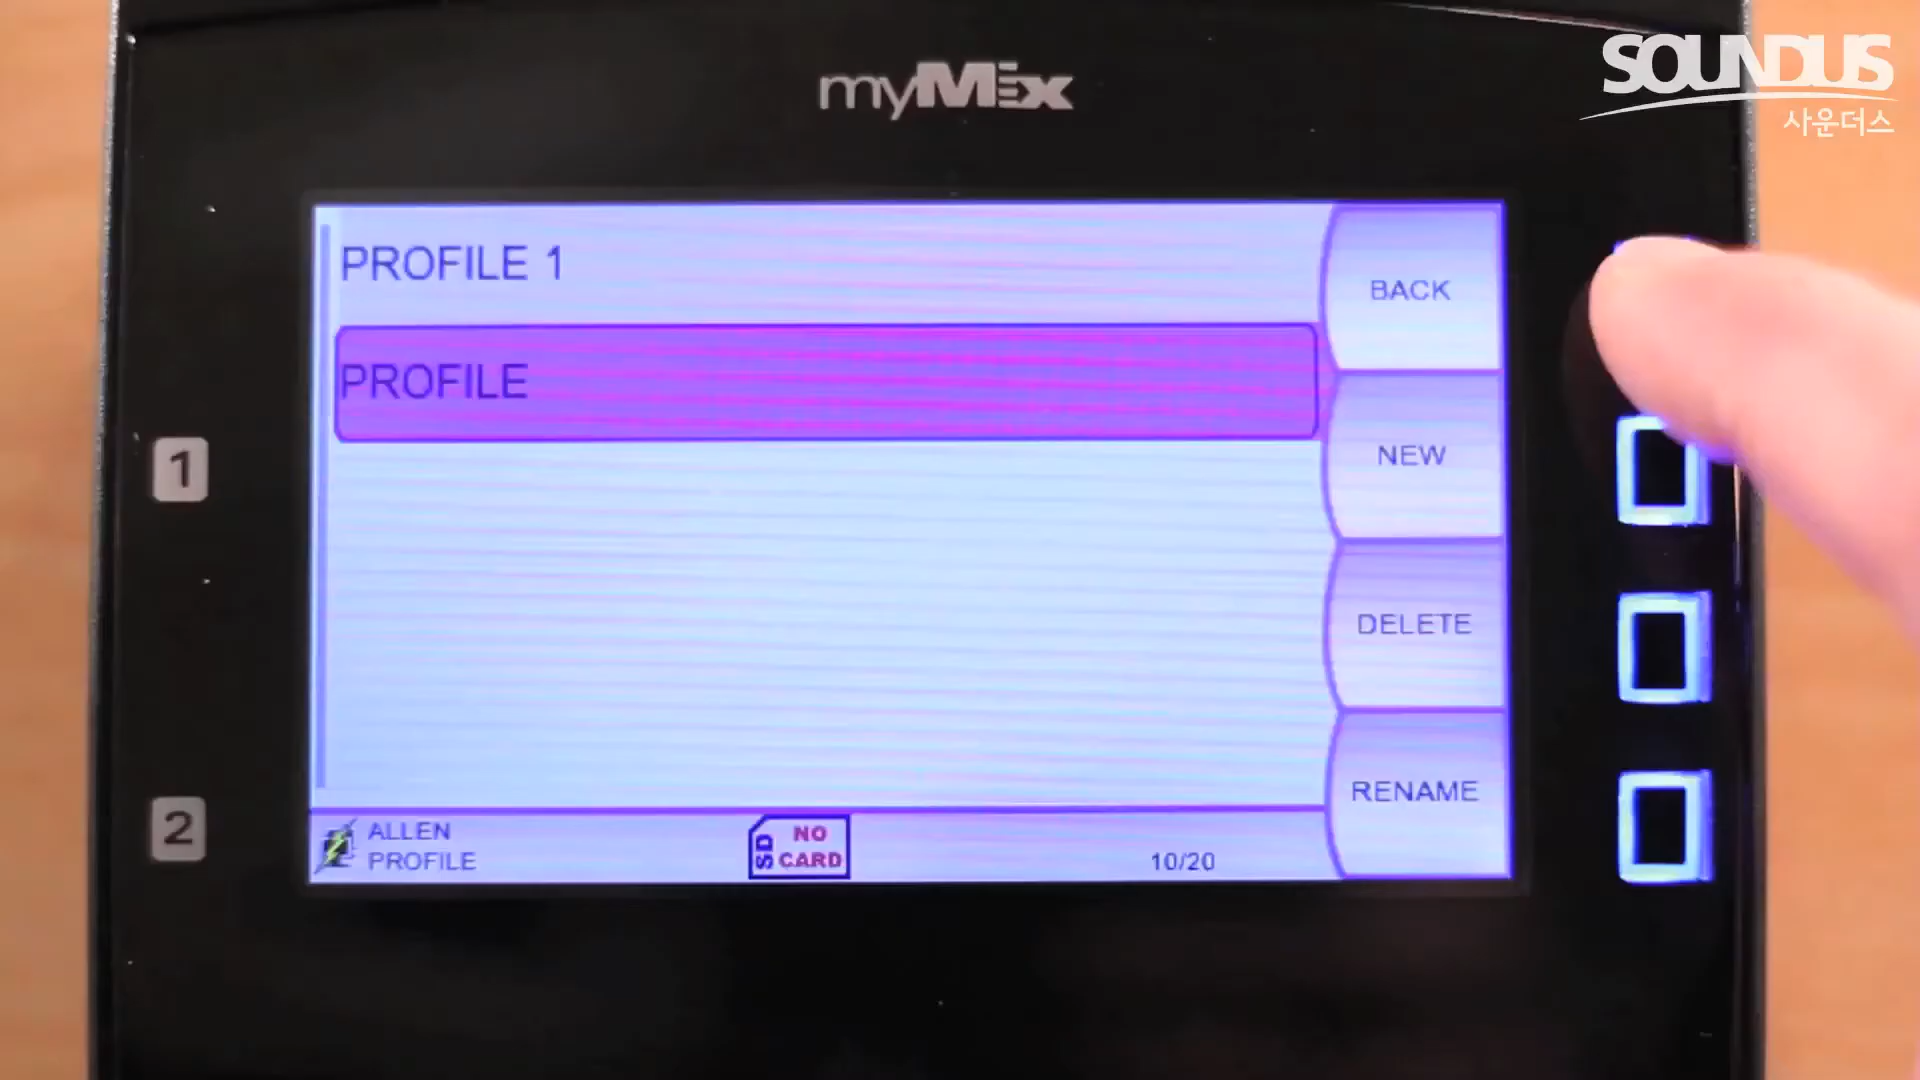 SOUNDUS
사운더스
myMix
PROFILE 1
PROFILE
BACK
NEW
DELETE
RENAME
1
2
ALLEN
PROFILE
SD
NO
CARD
10/20